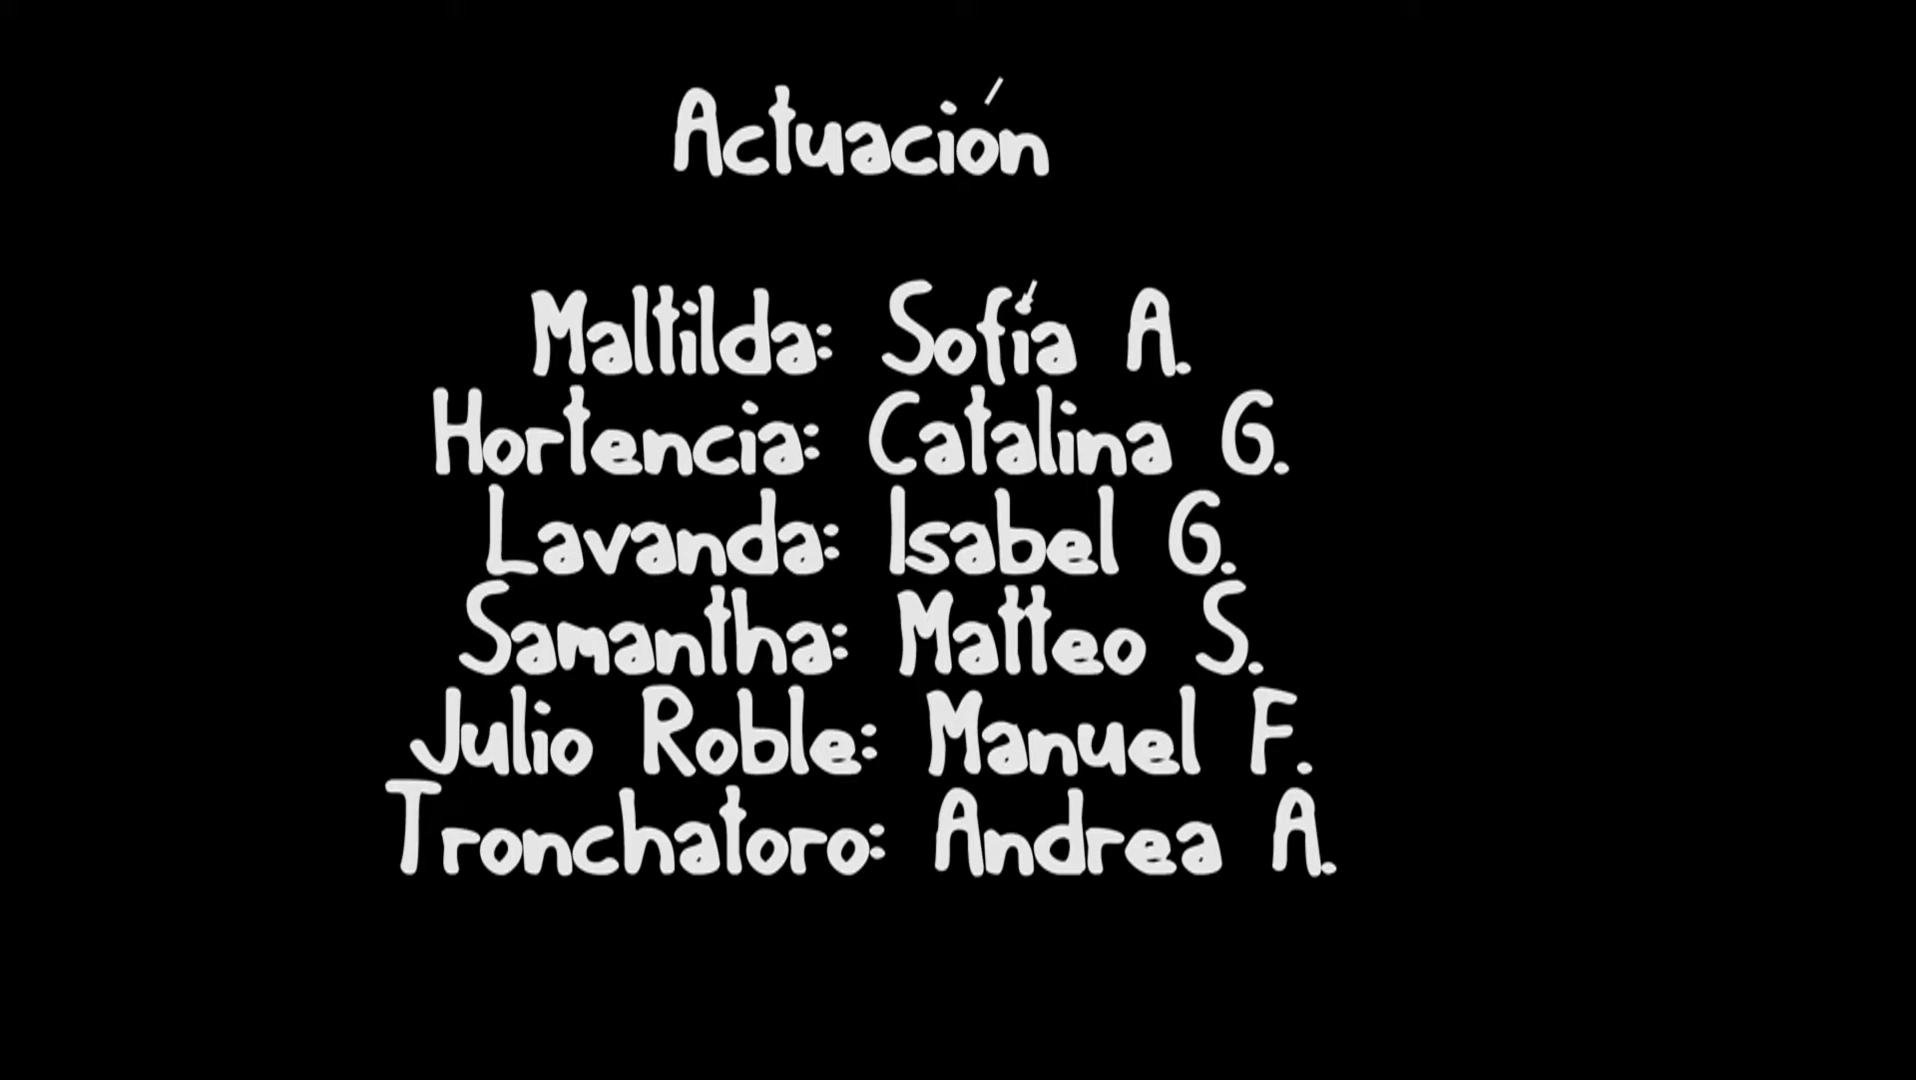 Actuación
Maltilda: Sofía A.
Hortencia: Catalina G.
Lavanda: Isabel G.
Samantha: Matteo S.
Julio Roble: Manuel F.
Tronchatoro: Andrea A.